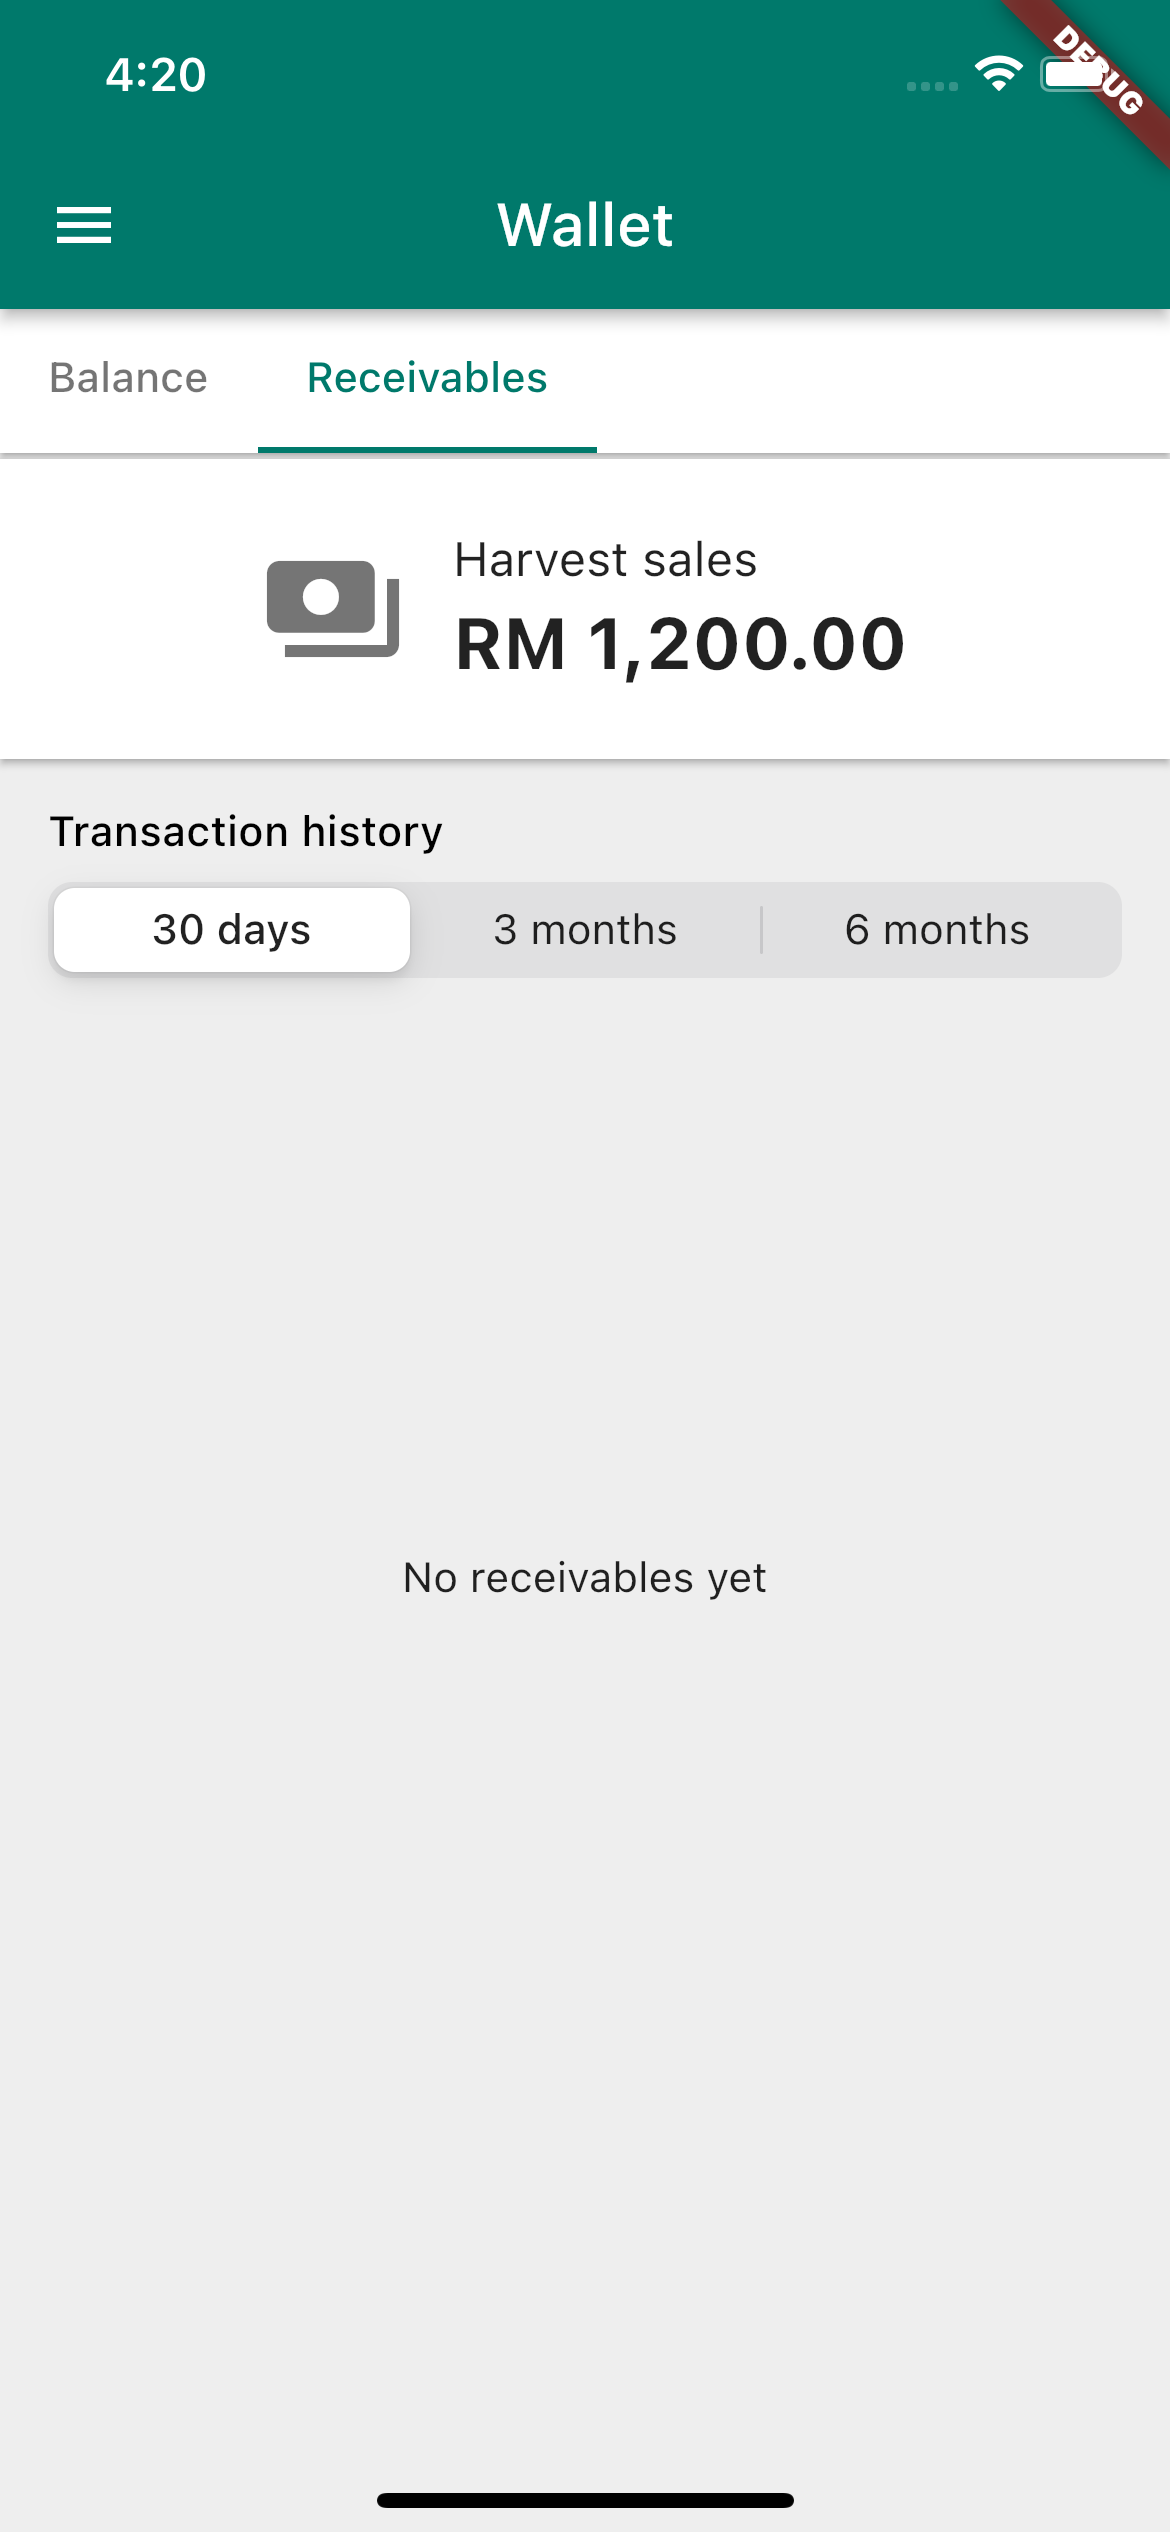 4:20
DEBUG
Wallet
Balance
Receivables
Harvest sales
RM 1,200.00
Transaction history
30 days
3 months
6 months
No receivables yet